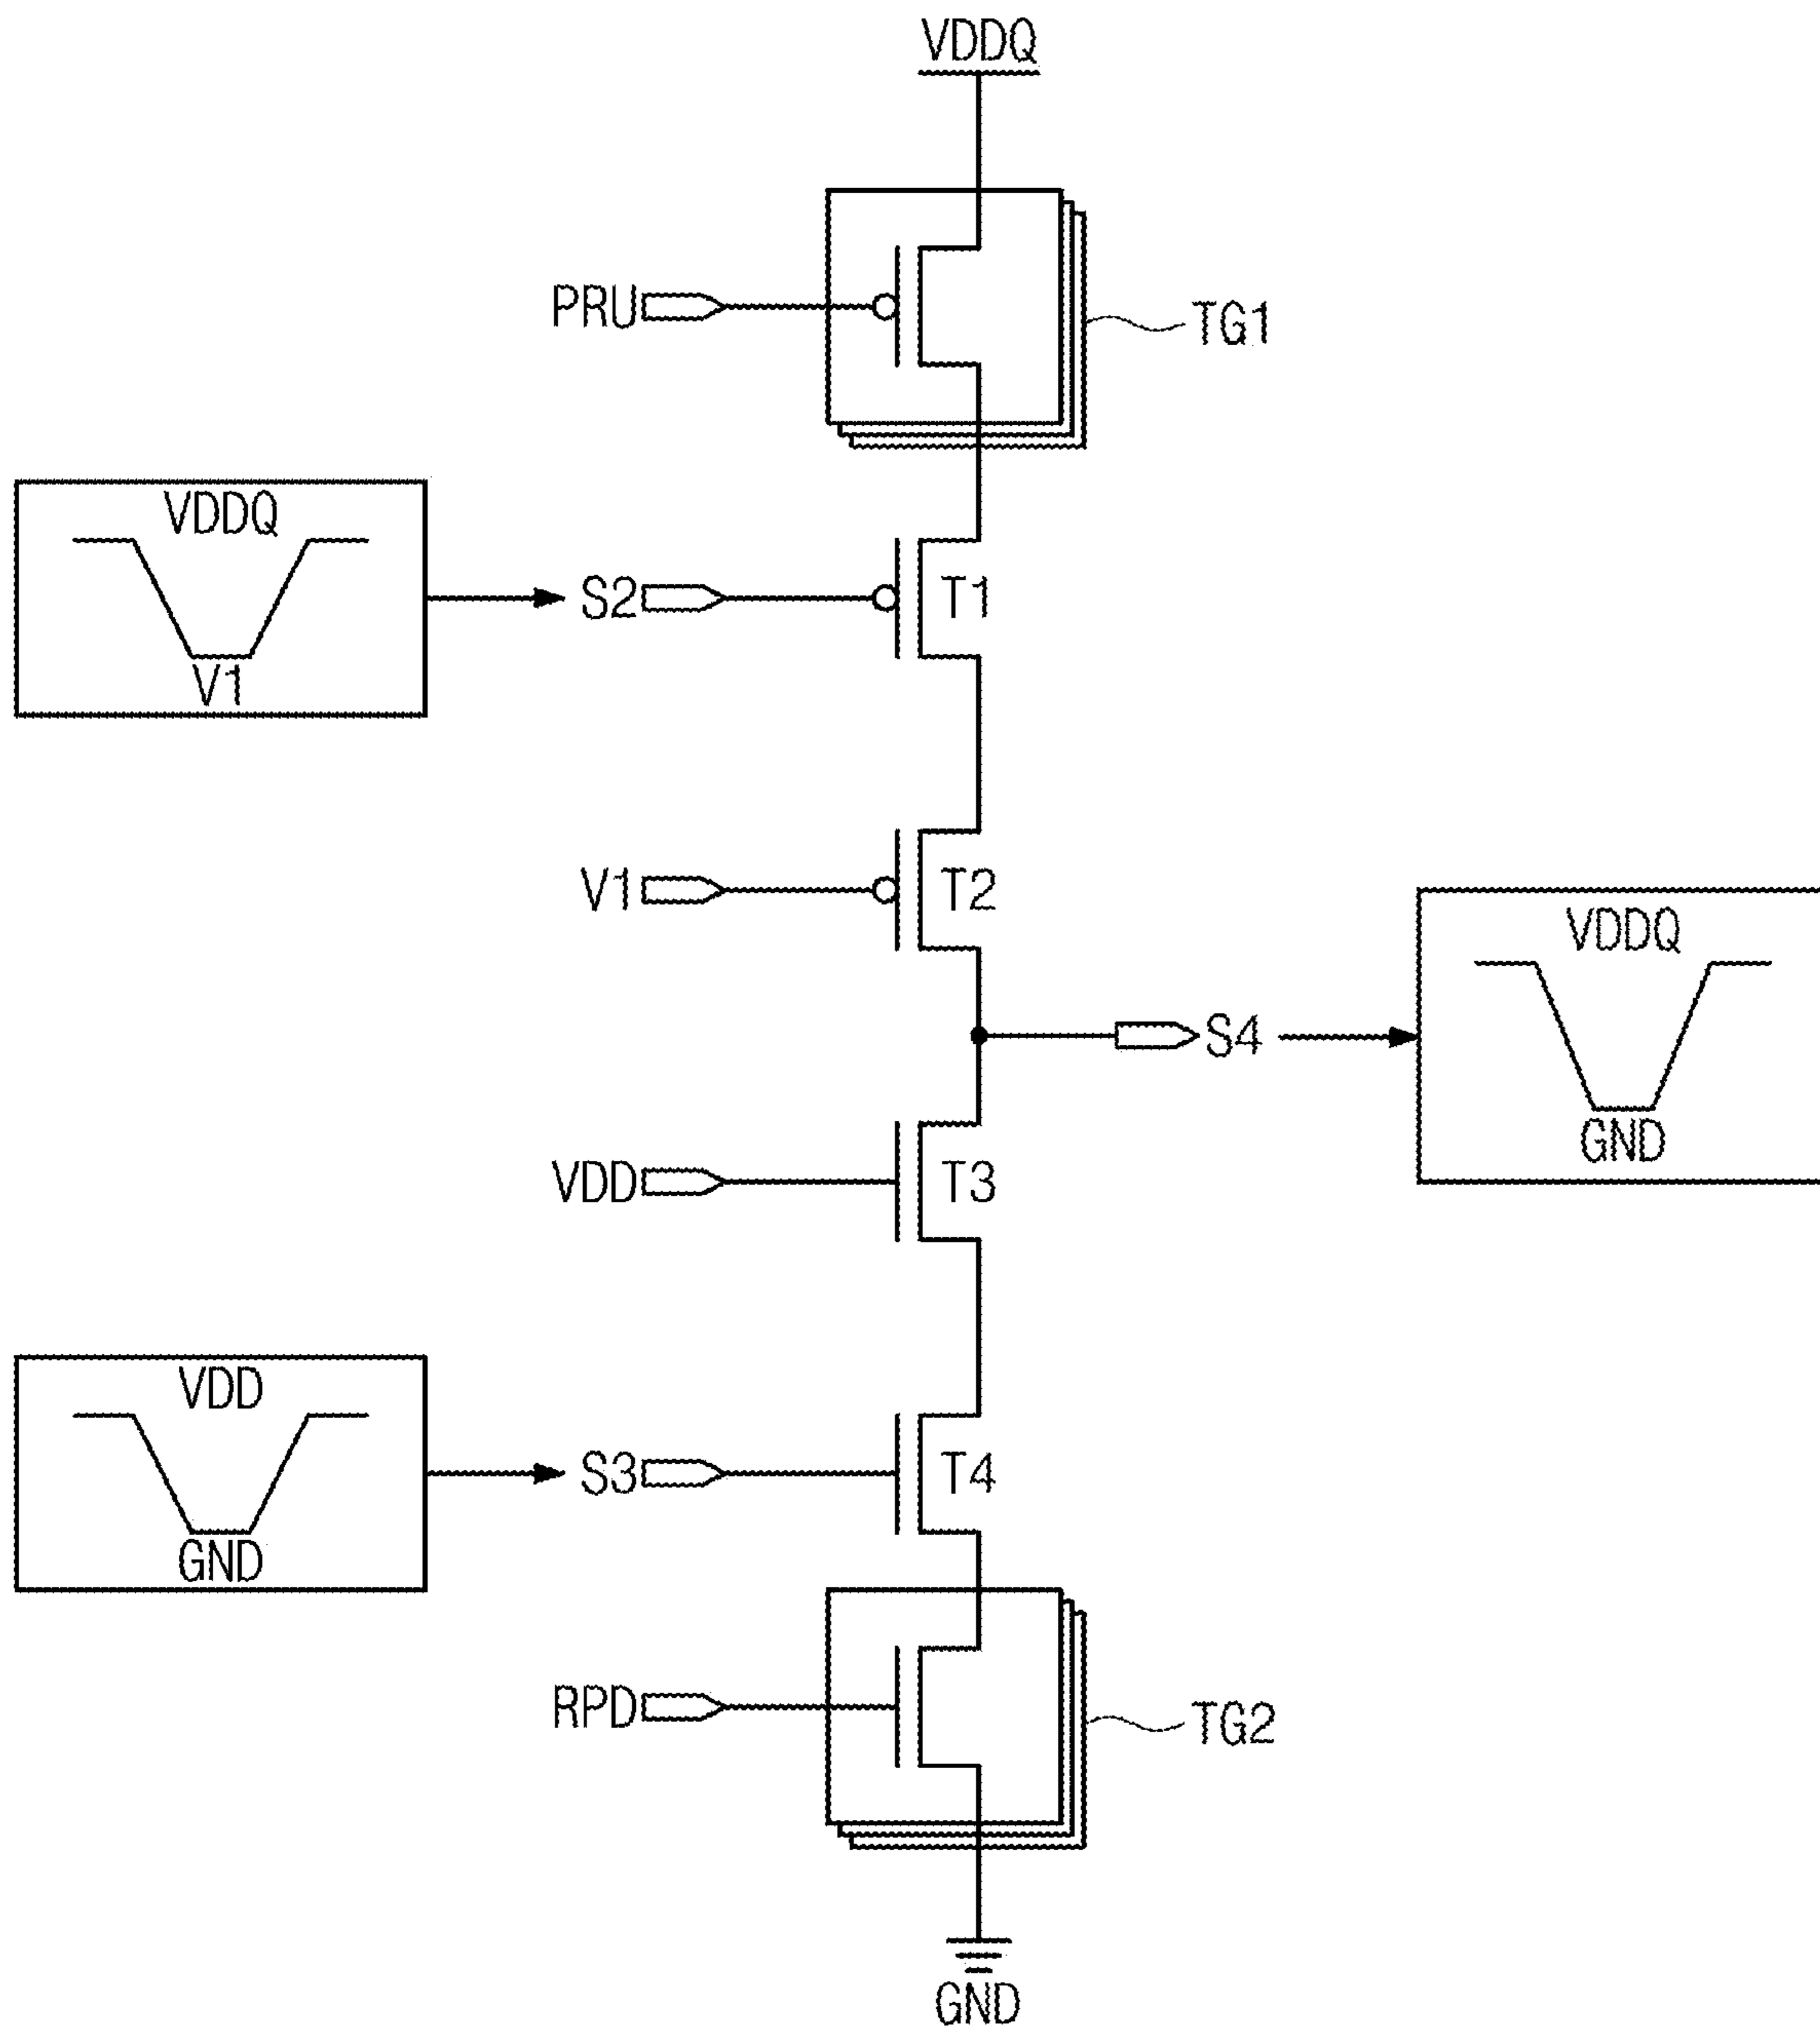 VDDQ
PRU
TG1
VDDQ
V1
S2
T1
V1
T2
VDDQ
GND
S4
VDD
T3
VDD
GND
S3
T4
RPD
TG2
GND